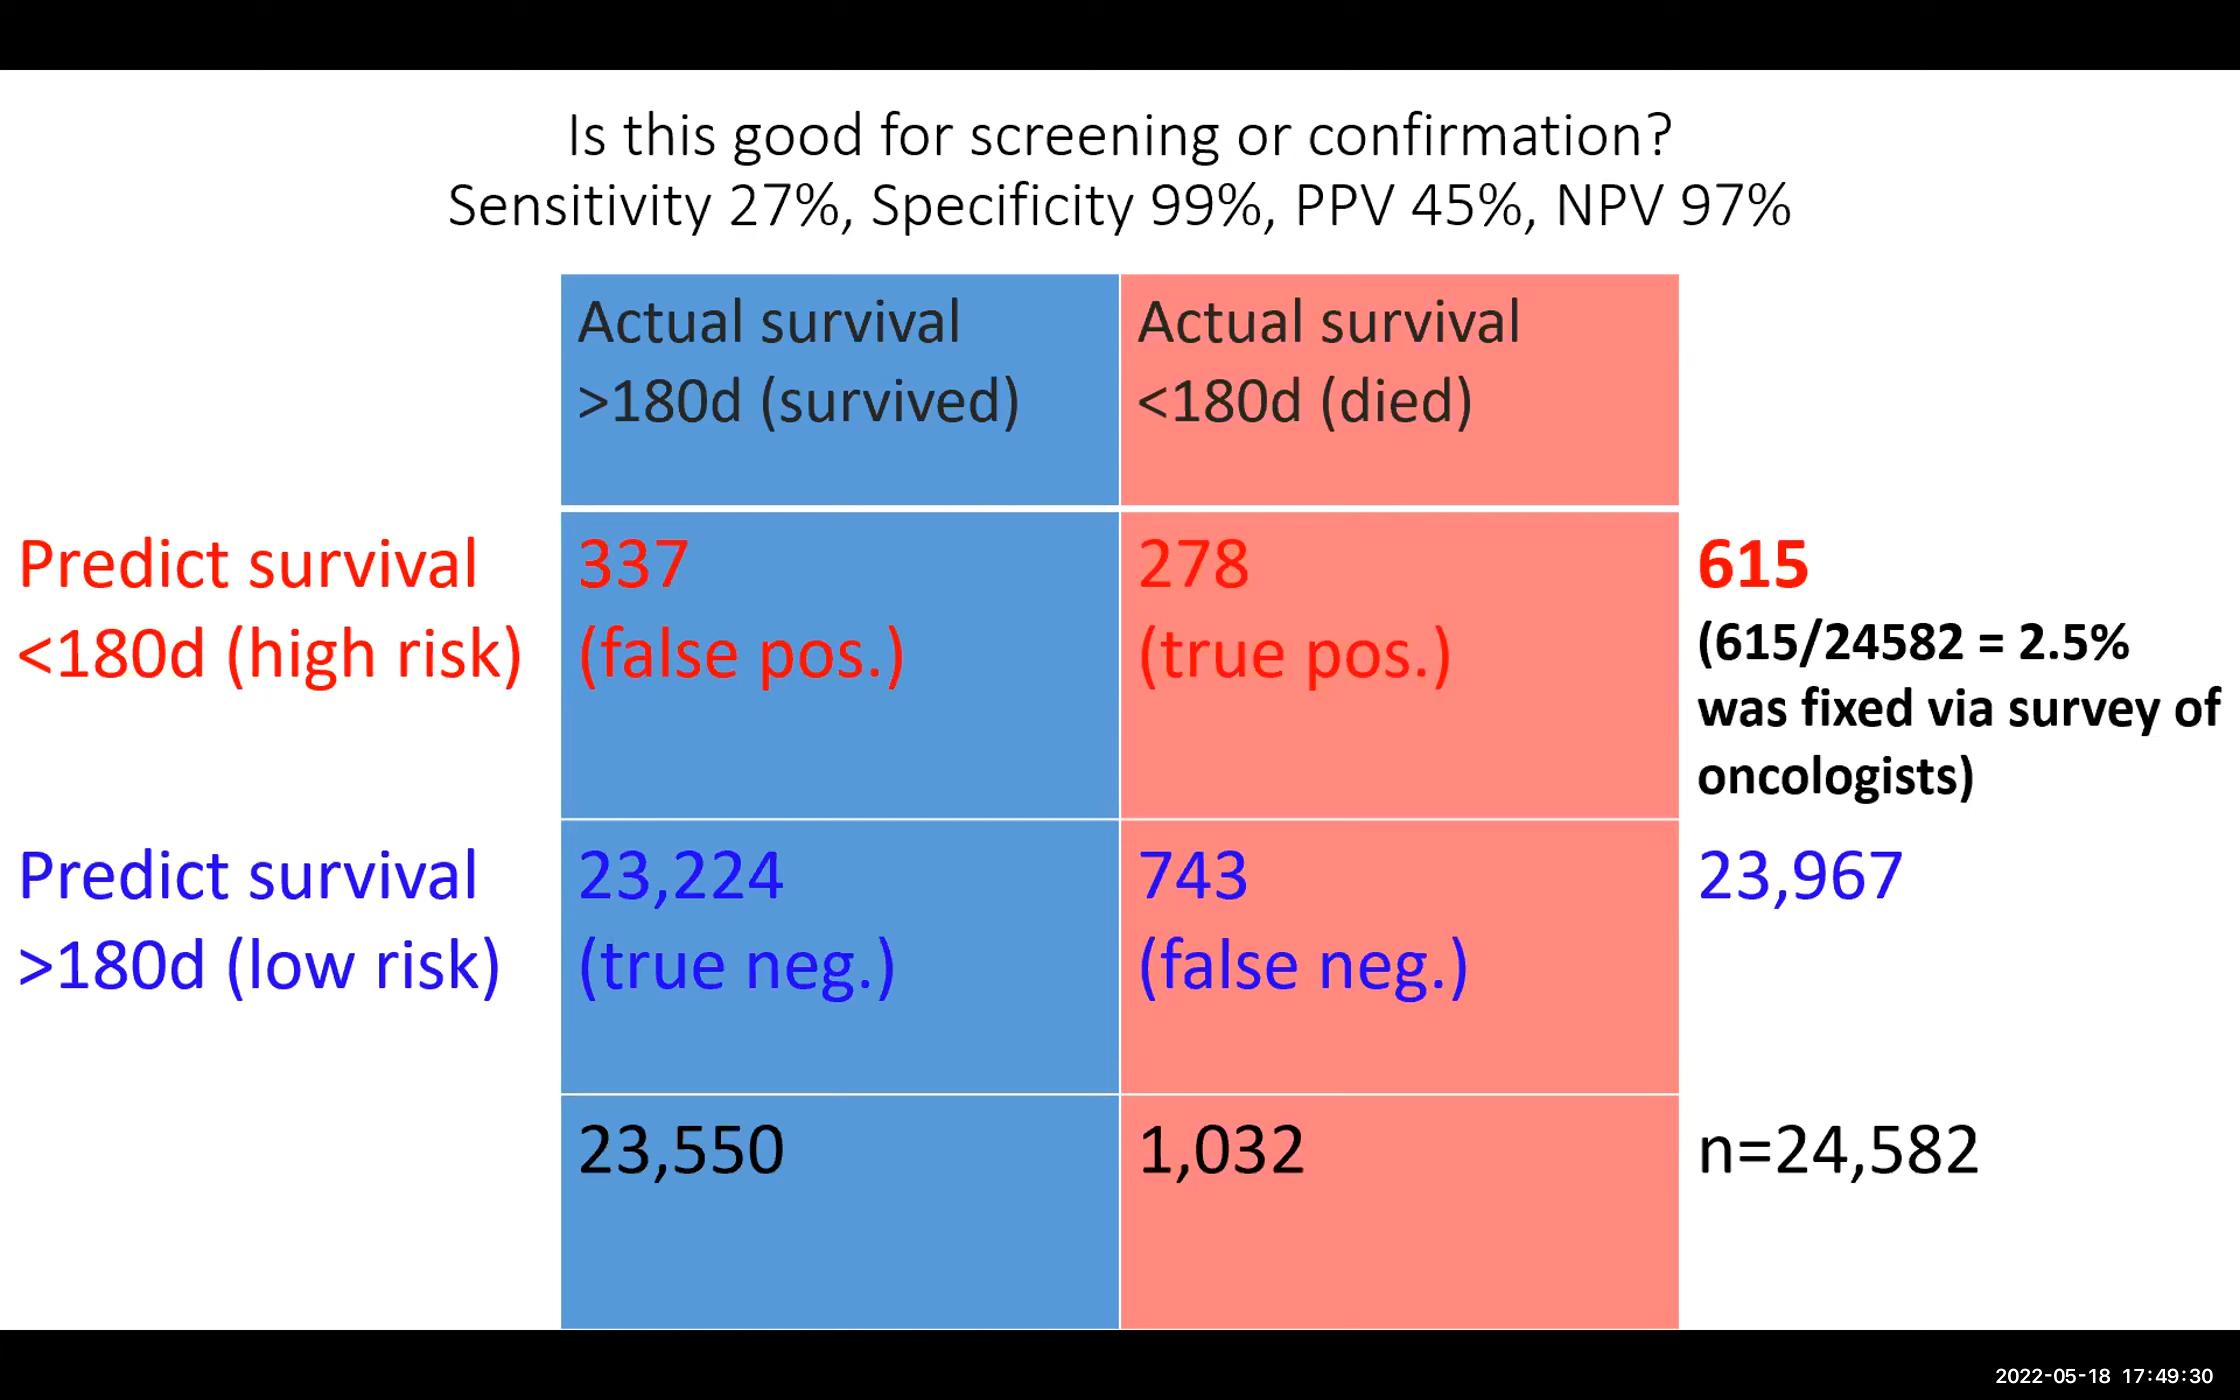 Is this good for screening or confirmation?
Sensitivity 27%, Specificity 99%, PPV 45%, NPV 97%
Actual survival
>180d (survived)
Actual survival
<180d (died)
Predict survival
<180d (high risk)
337
(false pos.)
278
(true pos.)
615
(615/24582 = 2.5%
was fixed via survey of
oncologists)
Predict survival
>180d (low risk)
23,224
(true neg.)
743
(false neg.)
23,967
23,550
1,032
n=24,582
2022-05-18 17:49:30